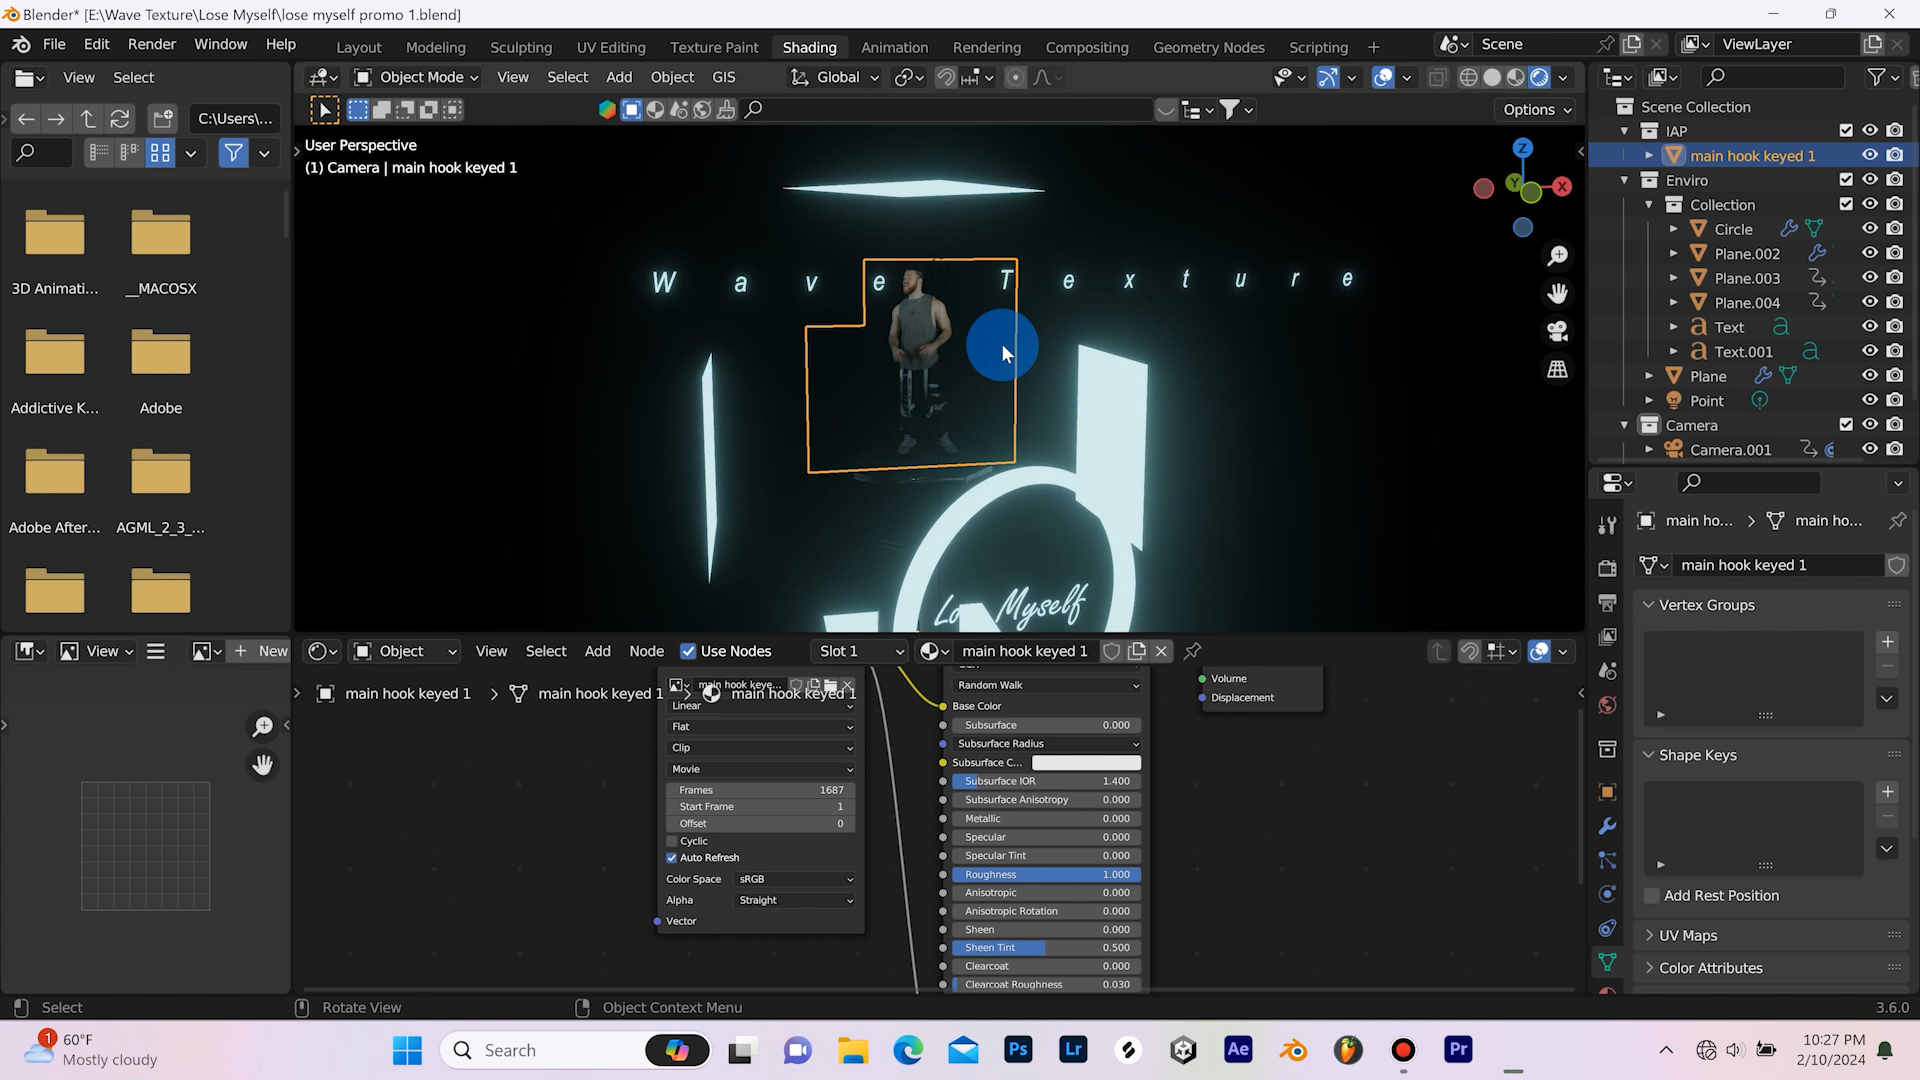 Blender* [E:\Wave Texture\Lose Myself\lose myself promo 1.blend]
File Edit Render Window Help
Layout Modeling Sculpting UV Editing Texture Paint Shading Animation Rendering Compositing Geometry Nodes Scripting +
Scene
ViewLayer
View Select
Object Mode View Select Add Object GIS
Global
C:\Users\...
Options
User Perspective
(1) Camera | main hook keyed 1
Z
Y
X
Wave Texture
Lo Myself
3D Animati... __MACOSX
Addictive K... Adobe
Adobe After... AGML_2_3_...
Scene Collection
IAP
main hook keyed 1
Enviro
Collection
Circle
Plane.002
Plane.003
Plane.004
Text
Text.001
Plane
Point
Camera
Camera.001
main ho... > main ho...
main hook keyed 1
Vertex Groups
Shape Keys
Add Rest Position
UV Maps
Color Attributes
View
New
Object View Select Add Node Use Nodes Slot 1 main hook keyed 1
main hook keyed 1 > main hook keyed 1 > main hook keyed 1
main hook keye...
Linear
Flat
Clip
Movie
Frames 1687
Start Frame 1
Offset 0
Cyclic
Auto Refresh
Color Space sRGB
Alpha Straight
Vector
Random Walk
Base Color
Subsurface 0.000
Subsurface Radius
Subsurface C...
Subsurface IOR 1.400
Subsurface Anisotropy 0.000
Metallic 0.000
Specular 0.000
Specular Tint 0.000
Roughness 1.000
Anisotropic 0.000
Anisotropic Rotation 0.000
Sheen 0.000
Sheen Tint 0.500
Clearcoat 0.000
Clearcoat Roughness 0.030
Volume
Displacement
Select
Rotate View
Object Context Menu
3.6.0
1
60°F
Mostly cloudy
Search
Ps
Lr
Ae
Pr
10:27 PM
2/10/2024